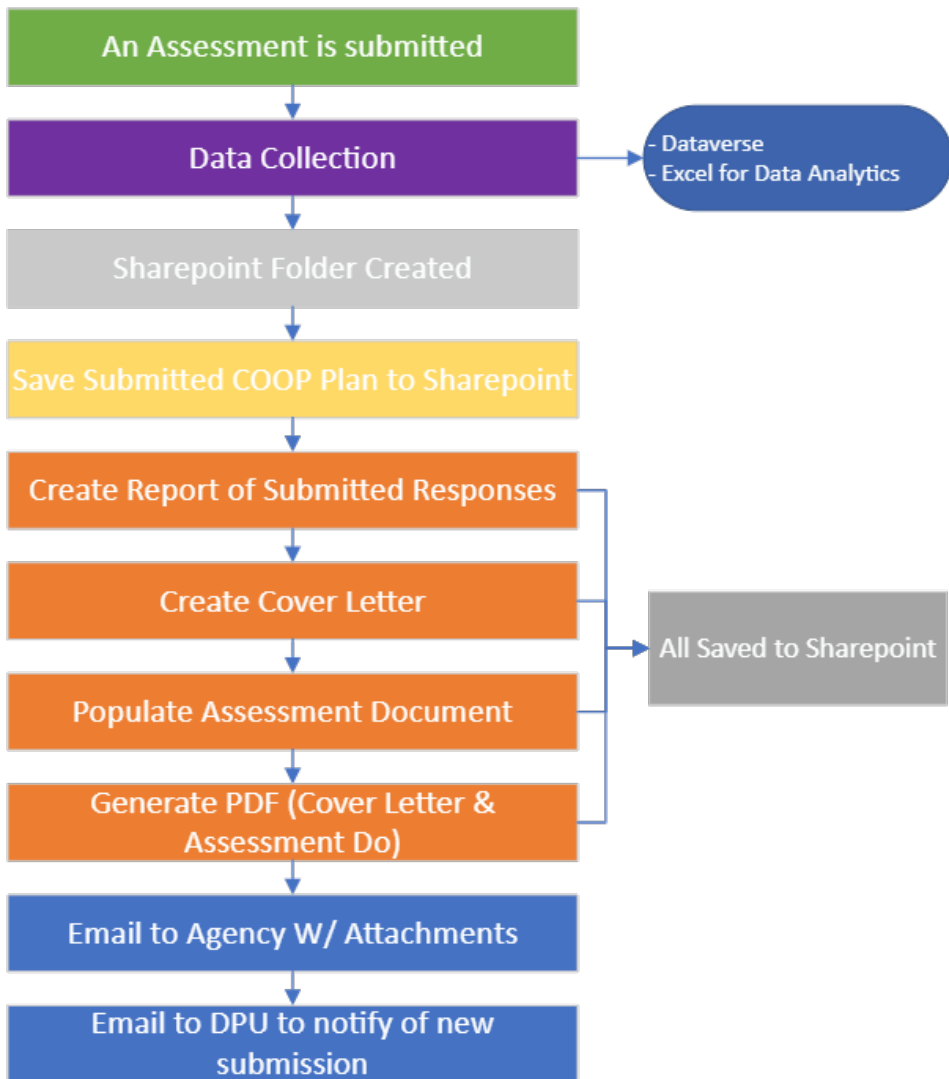 An Assessment is submitted
Data Collection
- Dataverse
- Excel for Data Analytics
Sharepoint Folder Created
Save Submitted COOP Plan to Sharepoint
Create Report of Submitted Responses
Create Cover Letter
All Saved to Sharepoint
Populate Assessment Document
Generate PDF (Cover Letter &
Assessment Do)
Email to Agency W/ Attachments
Email to DPU to notify of new
submission